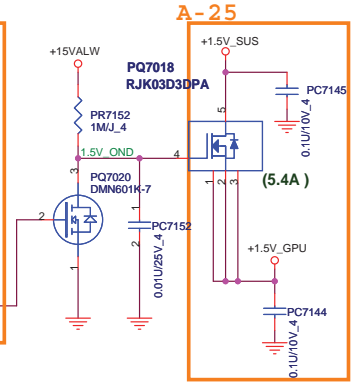 A-25
+15VALW
+1.5V_SUS
PQ7018
RJK03D3DPA
PC7145
0.1U/10V_4
PR7152
1M/J_4
5
1.5V_OND
4
3
PQ7020
DMN601K-7
(5.4A )
2
1
1
2
3
1
PC7152
2
0.01U/25V_4
+1.5V_GPU
1
PC7144
0.1U/10V_4